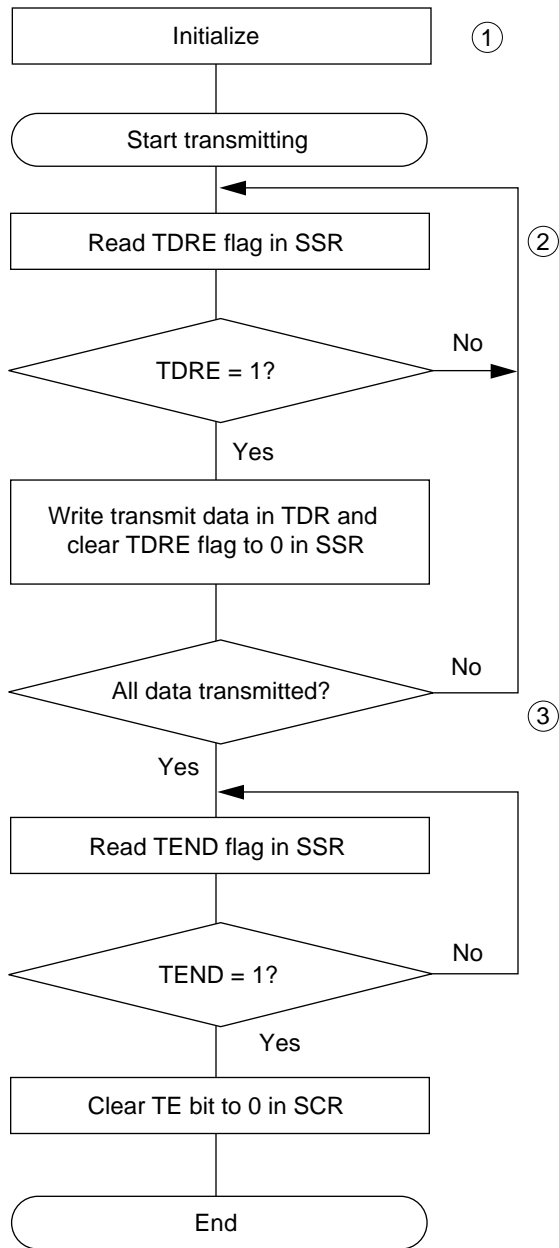 Initialize
①
Start transmitting
Read TDRE flag in SSR
②
TDRE = 1?
No
Yes
Write transmit data in TDR and
clear TDRE flag to 0 in SSR
All data transmitted?
No
③
Yes
Read TEND flag in SSR
TEND = 1?
No
Yes
Clear TE bit to 0 in SCR
End